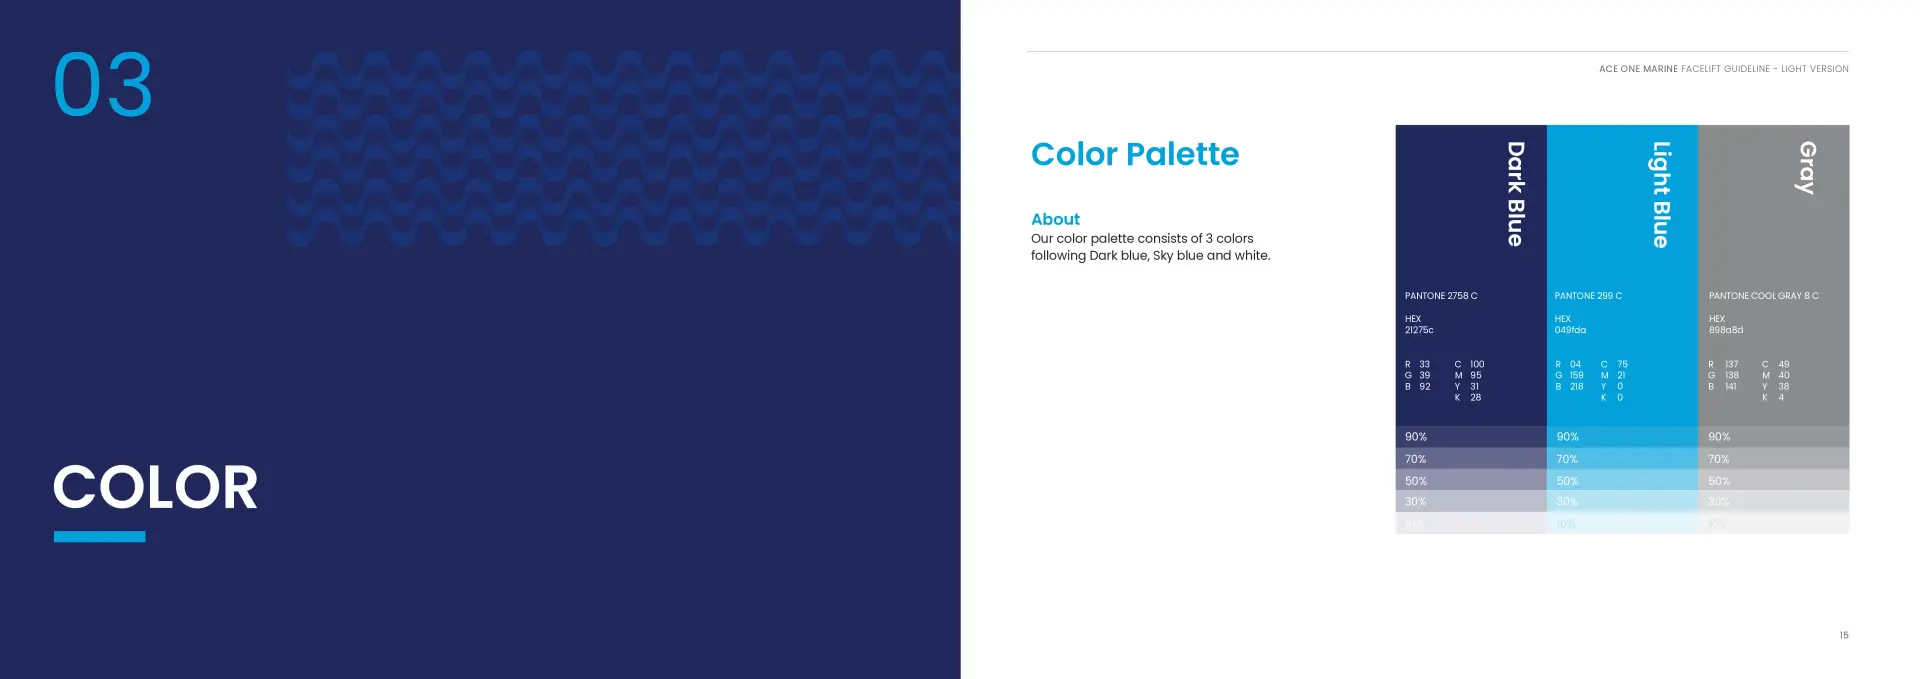 03
COLOR
ACE ONE MARINE FACELIFT GUIDELINE - LIGHT VERSION
Color Palette
About
Our color palette consists of 3 colors
following Dark blue, Sky blue and white.
Dark Blue
PANTONE 2758 C
HEX
21275c
R 33 C 100
G 39 M 95
B 92 Y 31
K 28
90%
70%
50%
30%
Light Blue
PANTONE 299 C
HEX
049fda
R 04 C 75
G 159 M 21
B 218 Y 0
K 0
90%
70%
50%
30%
10%
Gray
PANTONE COOL GRAY 8 C
HEX
898a8d
R 137 C 49
G 138 M 40
B 141 Y 38
K 4
90%
70%
50%
30%
10%
15